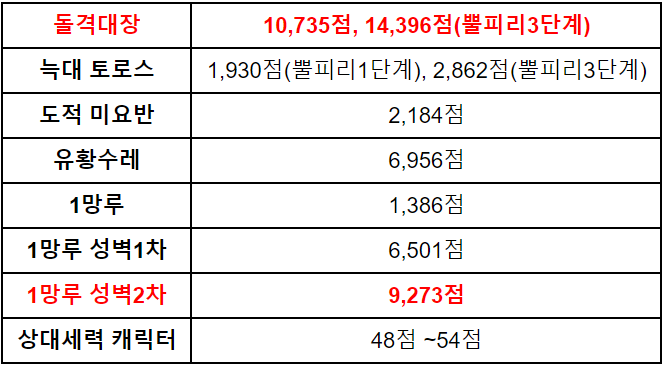 돌격대장 10,735점, 14,396점(뿔피리3단계)
늑대 토로스 1,930점(뿔피리1단계), 2,862점(뿔피리3단계)
도적 미요반 2,184점
유황수레 6,956점
1망루 1,386점
1망루 성벽1차 6,501점
1망루 성벽2차 9,273점
상대세력 캐릭터 48점 ~54점